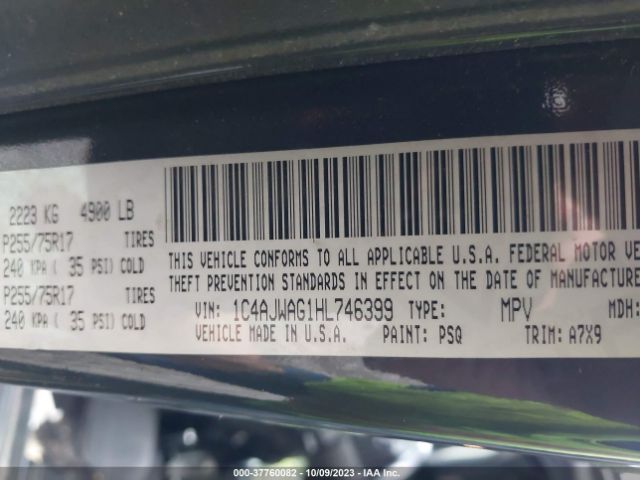 2223 KG 4900 LB
P255/75R17 TIRES
240 KPA ( 35 PSI) COLD
P255/75R17 TIRES
240 KPA ( 35 PSI) COLD
THIS VEHICLE CONFORMS TO ALL APPLICABLE U.S.A. FEDERAL MOTOR
THEFT PREVENTION STANDARDS IN EFFECT ON THE DATE OF MANUFACTURE
VIN: 1C4AJWAG1HL746399 TYPE: MPV MDH:
VEHICLE MADE IN U.S.A. PAINT: PSQ TRIM: A7X9
000-37760082 - 10/09/2023 - IAA Inc.